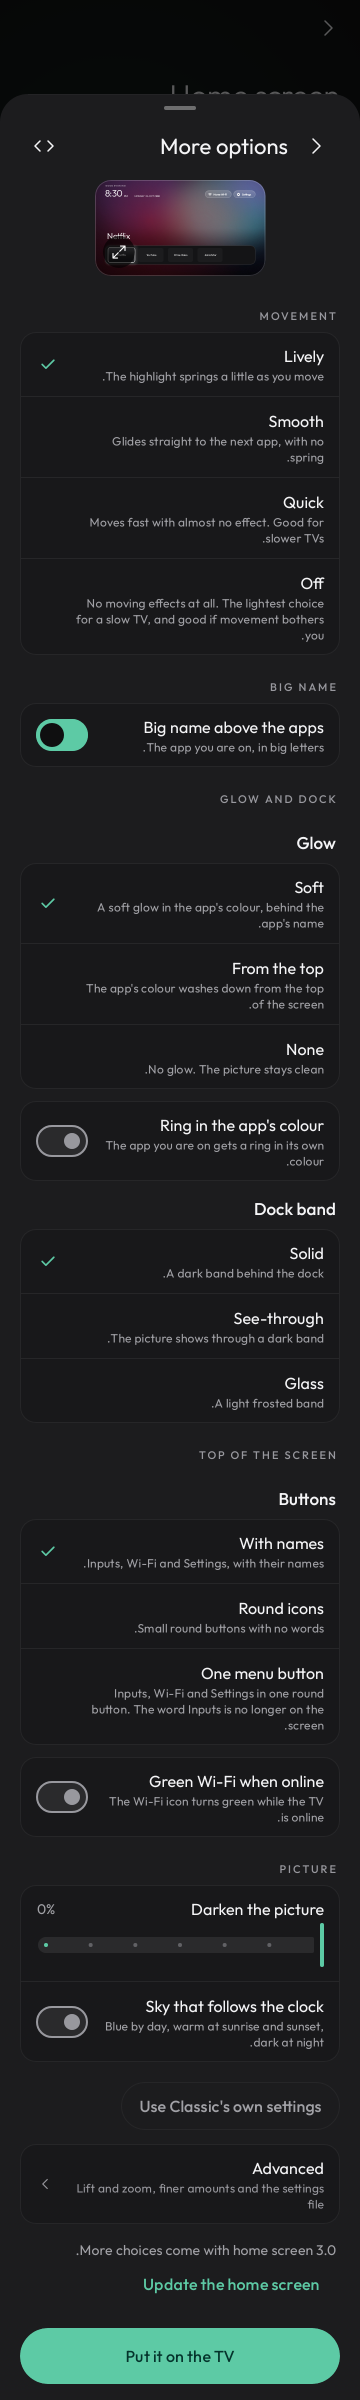 Home screen
More options
8:30
Netflix
MOVEMENT
Lively
.The highlight springs a little as you move
Smooth
Glides straight to the next app, with no
.spring
Quick
Moves fast with almost no effect. Good for
.slower TVs
Off
No moving effects at all. The lightest choice
for a slow TV, and good if movement bothers
.you
BIG NAME
Big name above the apps
.The app you are on, in big letters
GLOW AND DOCK
Glow
Soft
A soft glow in the app's colour, behind the
.app's name
From the top
The app's colour washes down from the top
.of the screen
None
.No glow. The picture stays clean
Ring in the app's colour
The app you are on gets a ring in its own
.colour
Dock band
Solid
.A dark band behind the dock
See-through
.The picture shows through a dark band
Glass
.A light frosted band
TOP OF THE SCREEN
Buttons
With names
.Inputs, Wi-Fi and Settings, with their names
Round icons
.Small round buttons with no words
One menu button
Inputs, Wi-Fi and Settings in one round
button. The word Inputs is no longer on the
.screen
Green Wi-Fi when online
The Wi-Fi icon turns green while the TV
.is online
PICTURE
Darken the picture
0%
Sky that follows the clock
Blue by day, warm at sunrise and sunset,
.dark at night
Use Classic's own settings
Advanced
Lift and zoom, finer amounts and the settings
file
.More choices come with home screen 3.0
Update the home screen
Put it on the TV